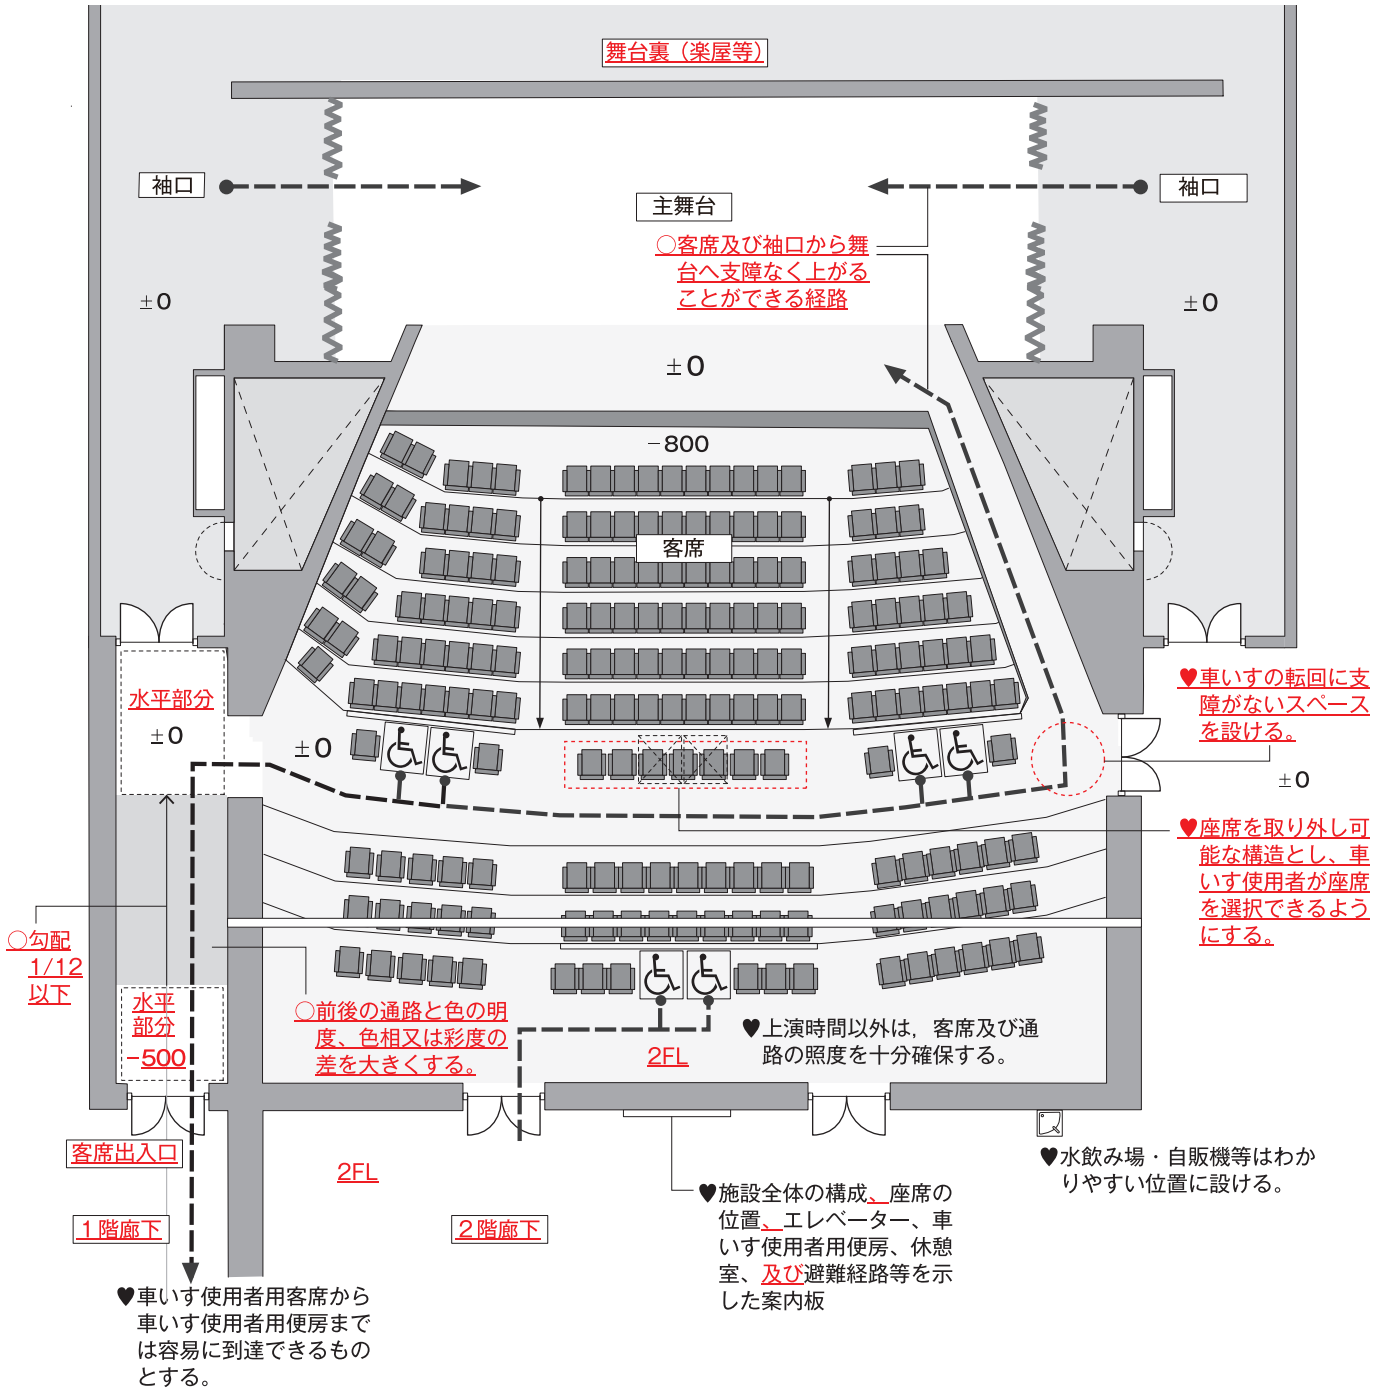 舞台裏（楽屋等）
袖口
袖口
主舞台
○客席及び袖口から舞
台へ支障なく上がる
ことができる経路
±0
±0
±0
−800
客席
水平部分
±0
±0
♥車いすの転回に支
障がないスペース
を設ける。
±0
♥座席を取り外し可
能な構造とし、車
いす使用者が座席
を選択できるよう
にする。
○勾配
1/12
以下
水平
部分
−500
○前後の通路と色の明
度、色相又は彩度の
差を大きくする。
2FL
♥上演時間以外は，客席及び通
路の照度を十分確保する。
客席出入口
2FL
♥水飲み場・自販機等はわか
りやすい位置に設ける。
１階廊下
２階廊下
♥施設全体の構成、座席の
位置、エレベーター、車
いす使用者用便房、休憩
室、及び避難経路等を示
した案内板
♥車いす使用者用客席から
車いす使用者用便房まで
は容易に到達できるもの
とする。